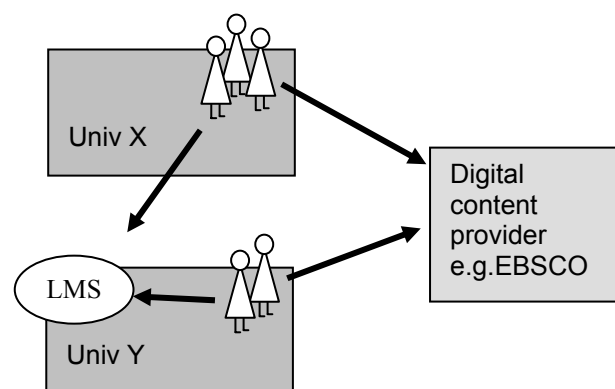 Univ X
Digital
content
provider
e.g.EBSCO
LMS
Univ Y